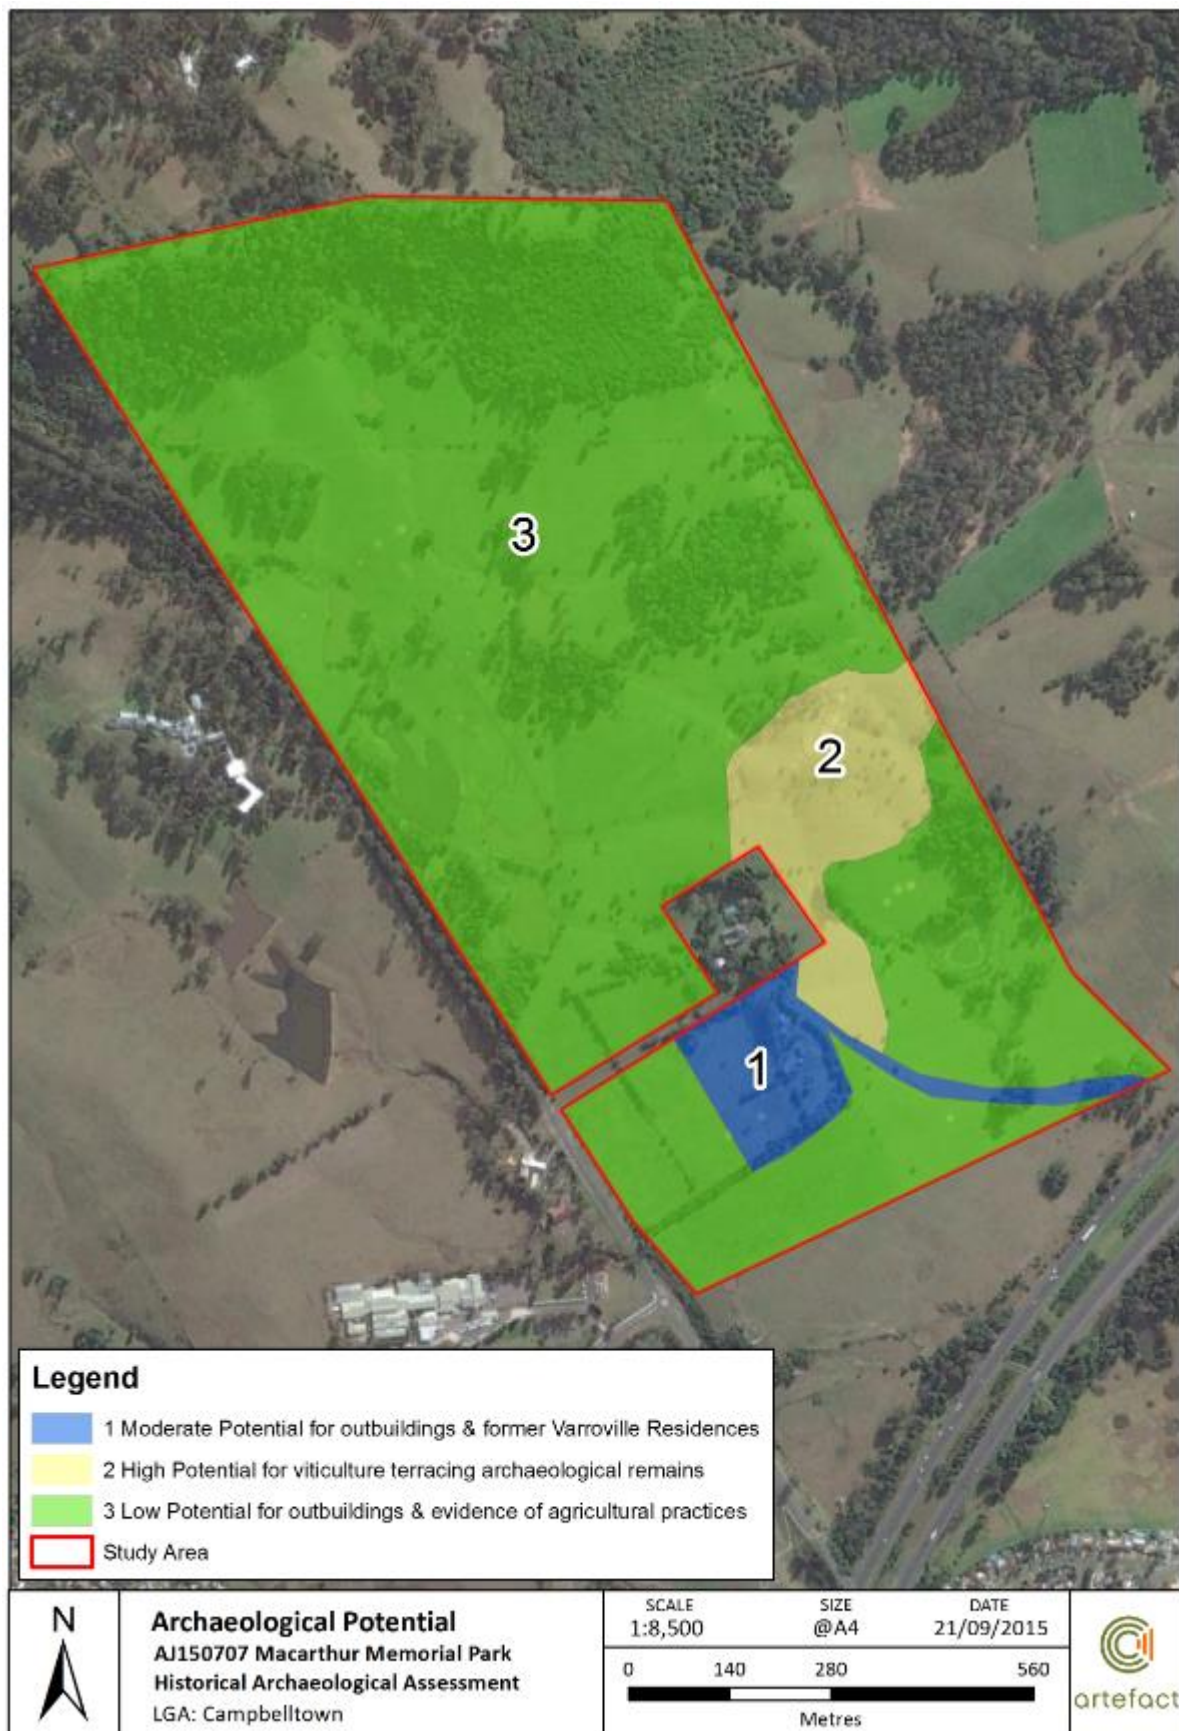 3
2
1
Legend
1 Moderate Potential for outbuildings & former Varroville Residences
2 High Potential for viticulture terracing archaeological remains
3 Low Potential for outbuildings & evidence of agricultural practices
Study Area
N
Archaeological Potential
AJ150707 Macarthur Memorial Park
Historical Archaeological Assessment
LGA: Campbelltown
SCALE
1:8,500
SIZE
@A4
DATE
21/09/2015
0 140 280 560
Metres
artefact